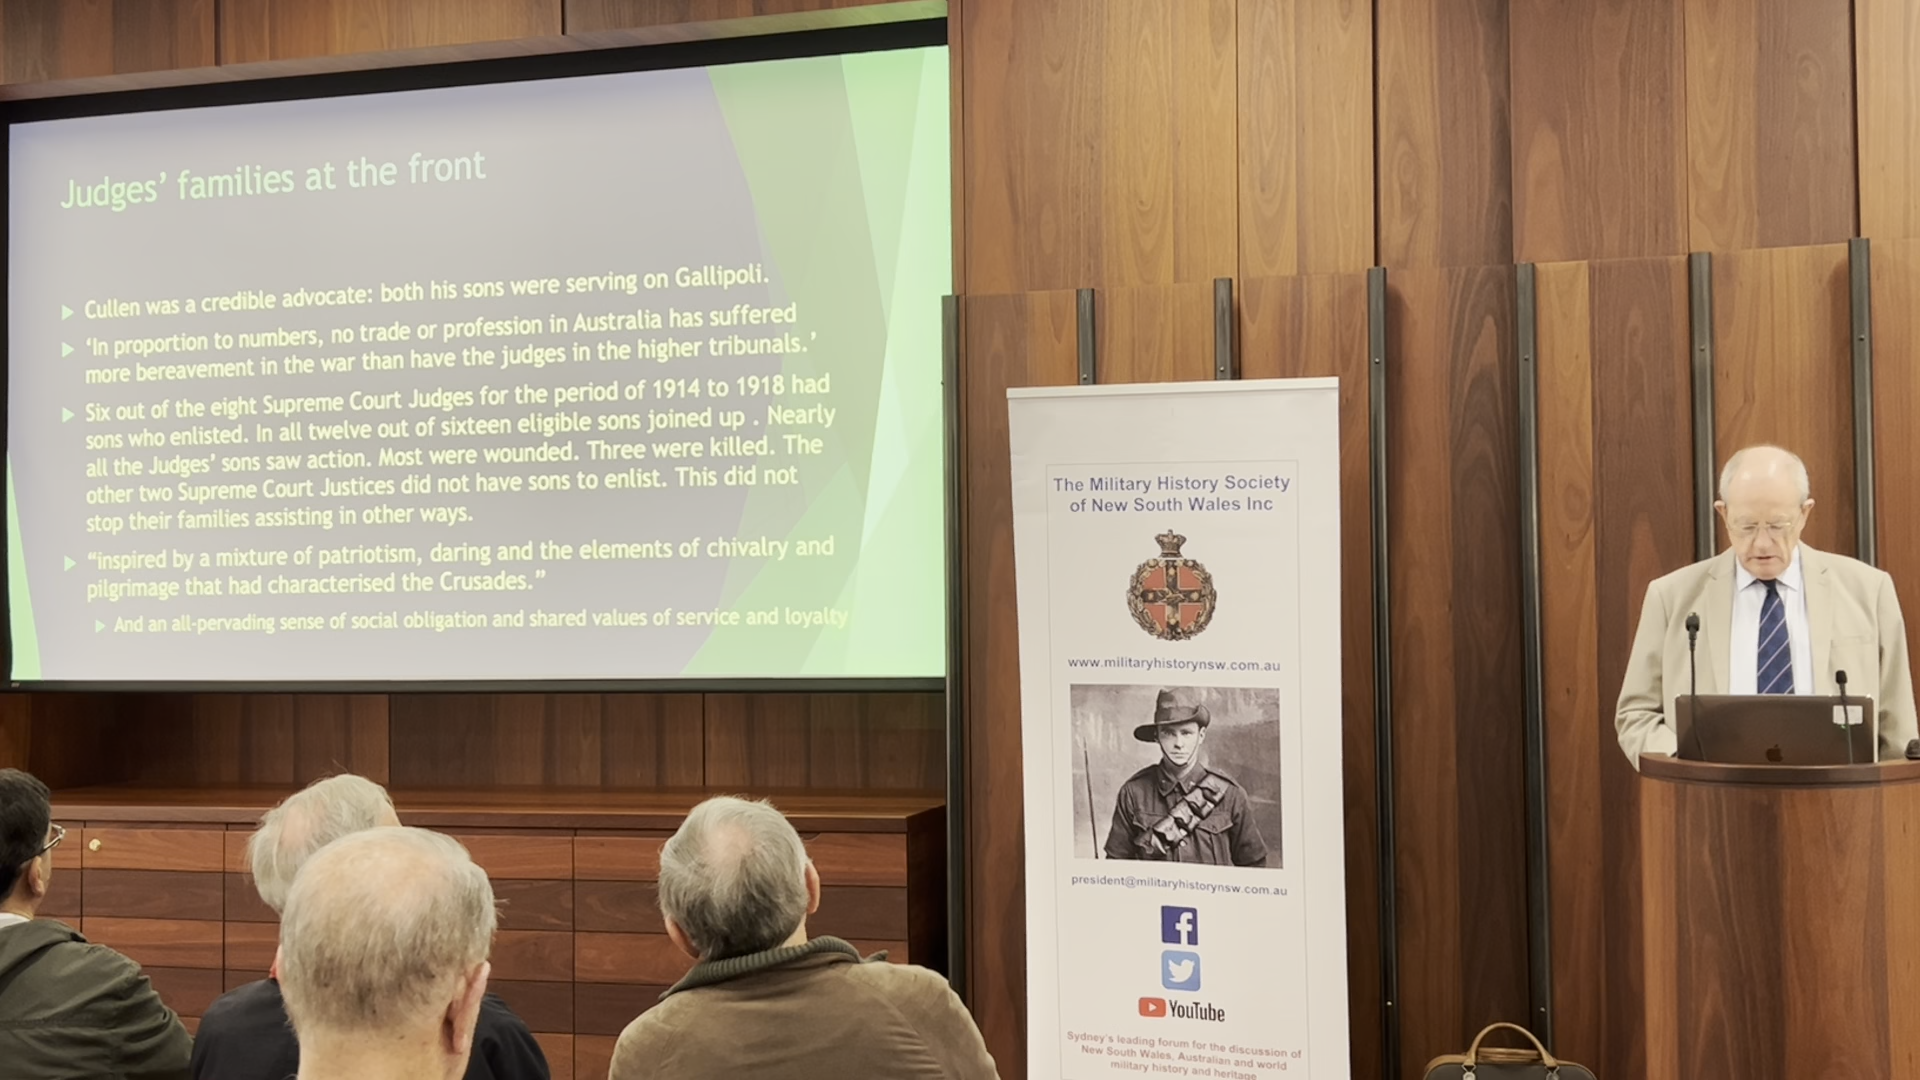 Judges' families at the front
Cullen was a credible advocate: both his sons were serving on Gallipoli.
'In proportion to numbers, no trade or profession in Australia has suffered
more bereavement in the war than have the judges in the higher tribunals.'
Six out of the eight Supreme Court Judges for the period of 1914 to 1918 had
sons who enlisted. In all twelve out of sixteen eligible sons joined up . Nearly
all the Judges' sons saw action. Most were wounded. Three were killed. The
other two Supreme Court Justices did not have sons to enlist. This did not
stop their families assisting in other ways.
"inspired by a mixture of patriotism, daring and the elements of chivalry and
pilgrimage that had characterised the Crusades."
And an all-pervading sense of social obligation and shared values of service and loyalty
The Military History Society
of New South Wales Inc
www.militaryhistorynsw.com.au
president@militaryhistorynsw.com.au
YouTube
Sydney's leading forum for the discussion of
New South Wales, Australian and world
military history and heritage